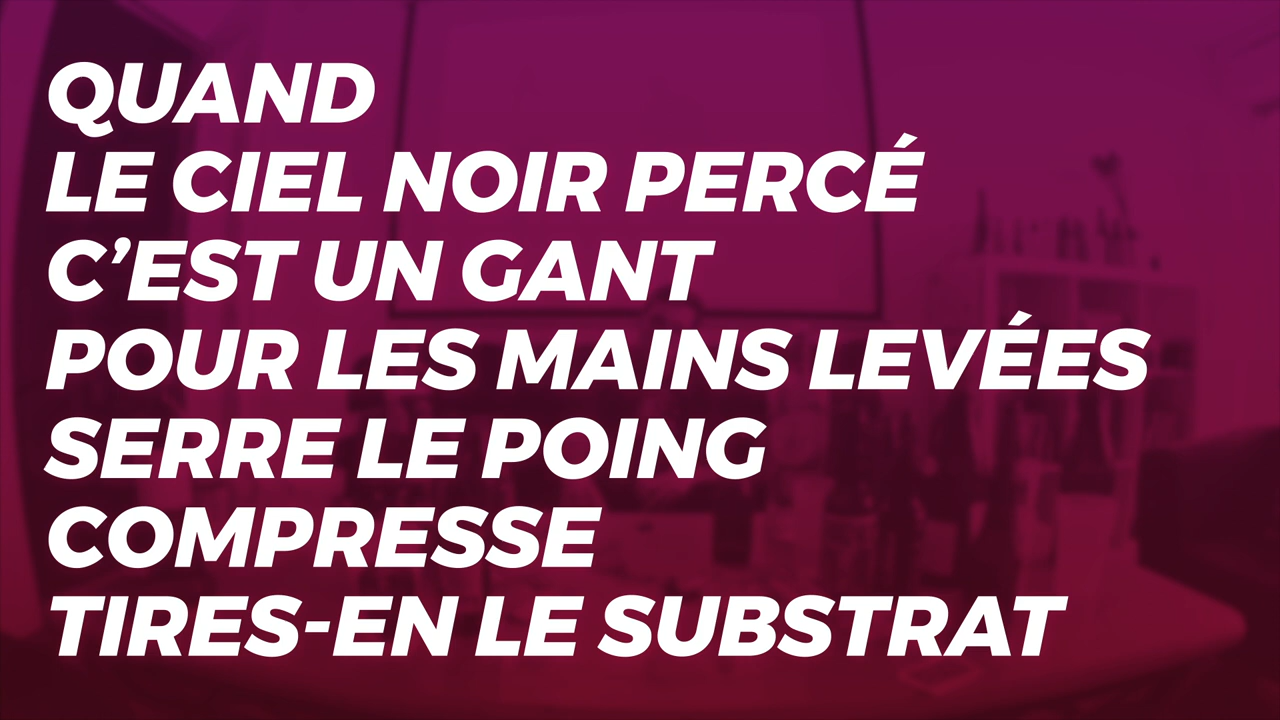 QUAND
LE CIEL NOIR PERCÉ
C’EST UN GANT
POUR LES MAINS LEVÉES
SERRE LE POING
COMPRESSE
TIRES-EN LE SUBSTRAT